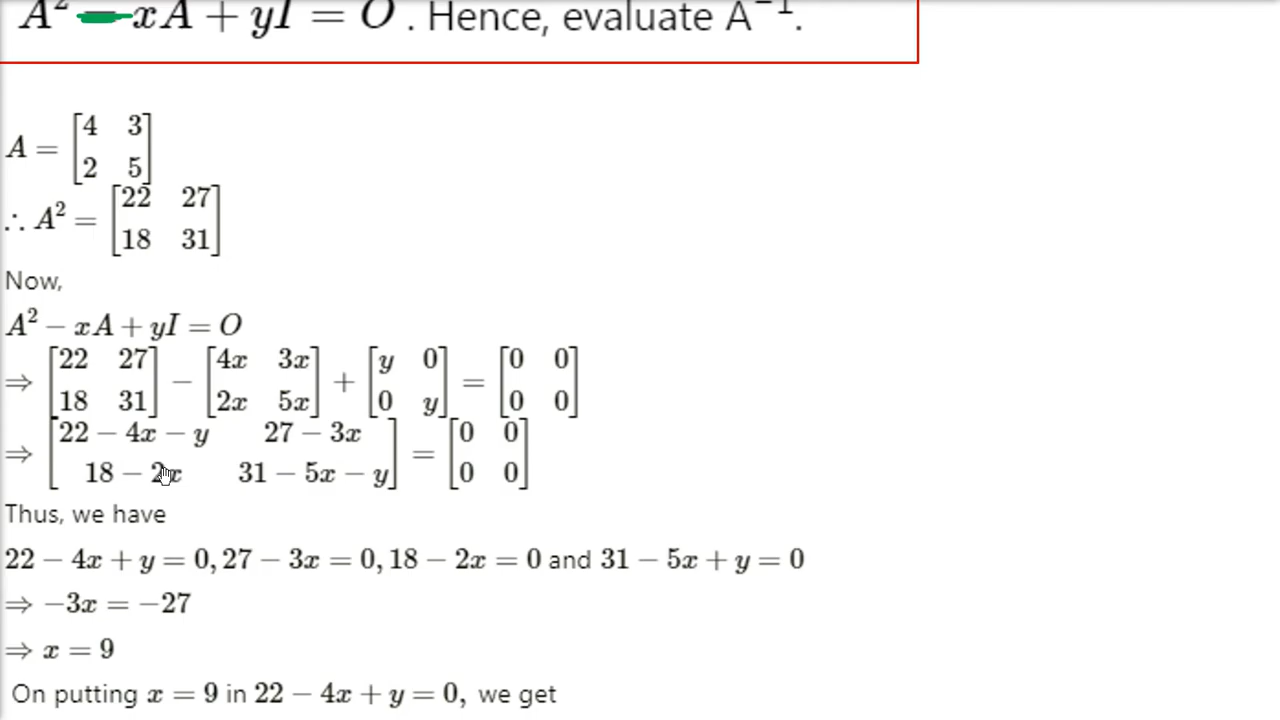 A² − xA + yI = O . Hence, evaluate A⁻¹.
A = [4 3; 2 5]
∴ A² = [22 27; 18 31]
Now,
A² − xA + yI = O
⇒ [22 27; 18 31] − [4x 3x; 2x 5x] + [y 0; 0 y] = [0 0; 0 0]
⇒ [22 − 4x − y 27 − 3x; 18 − 2x 31 − 5x − y] = [0 0; 0 0]
Thus, we have
22 − 4x + y = 0, 27 − 3x = 0, 18 − 2x = 0 and 31 − 5x + y = 0
⇒ −3x = −27
⇒ x = 9
On putting x = 9 in 22 − 4x + y = 0, we get